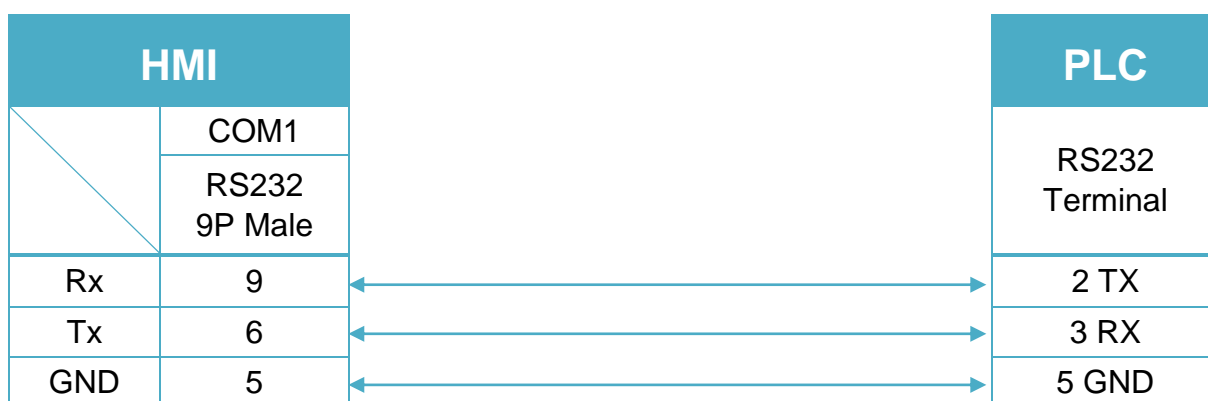 HMI PLC
COM1
RS232
9P Male
RS232
Terminal
Rx 9 2 TX
Tx 6 3 RX
GND 5 5 GND